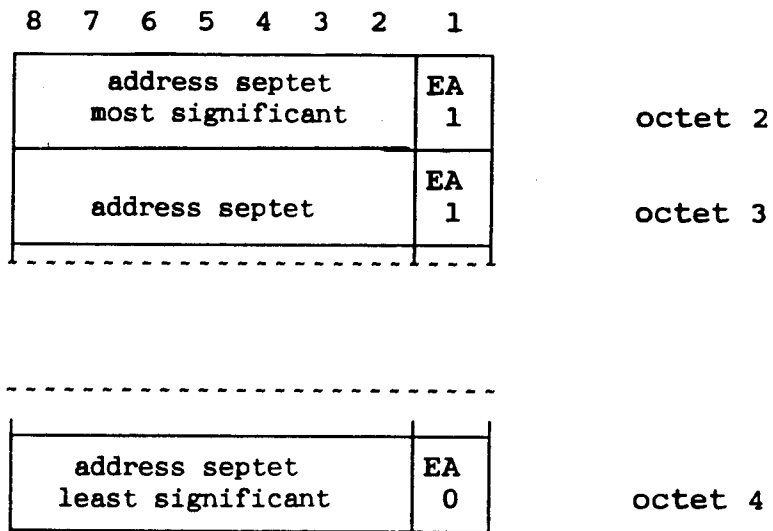 8 7 6 5 4 3 2 1
address septet EA
most significant 1 octet 2
EA
address septet 1 octet 3
address septet EA
least significant 0 octet 4